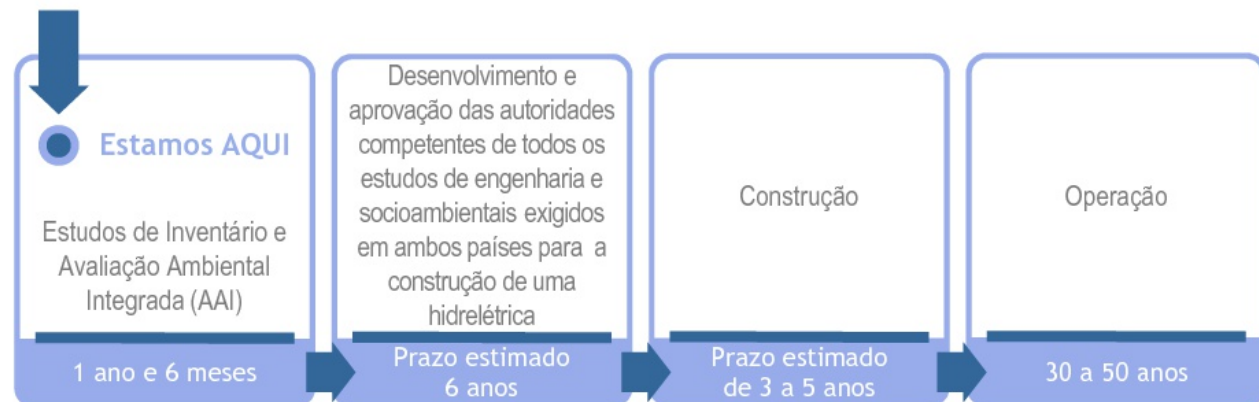 Estamos AQUI
Estudos de Inventário e
Avaliação Ambiental
Integrada (AAI)
1 ano e 6 meses
Desenvolvimento e
aprovação das autoridades
competentes de todos os
estudos de engenharia e
socioambientais exigidos
em ambos países para a
construção de uma
hidrelétrica
Prazo estimado
6 anos
Construção
Prazo estimado
de 3 a 5 anos
Operação
30 a 50 anos